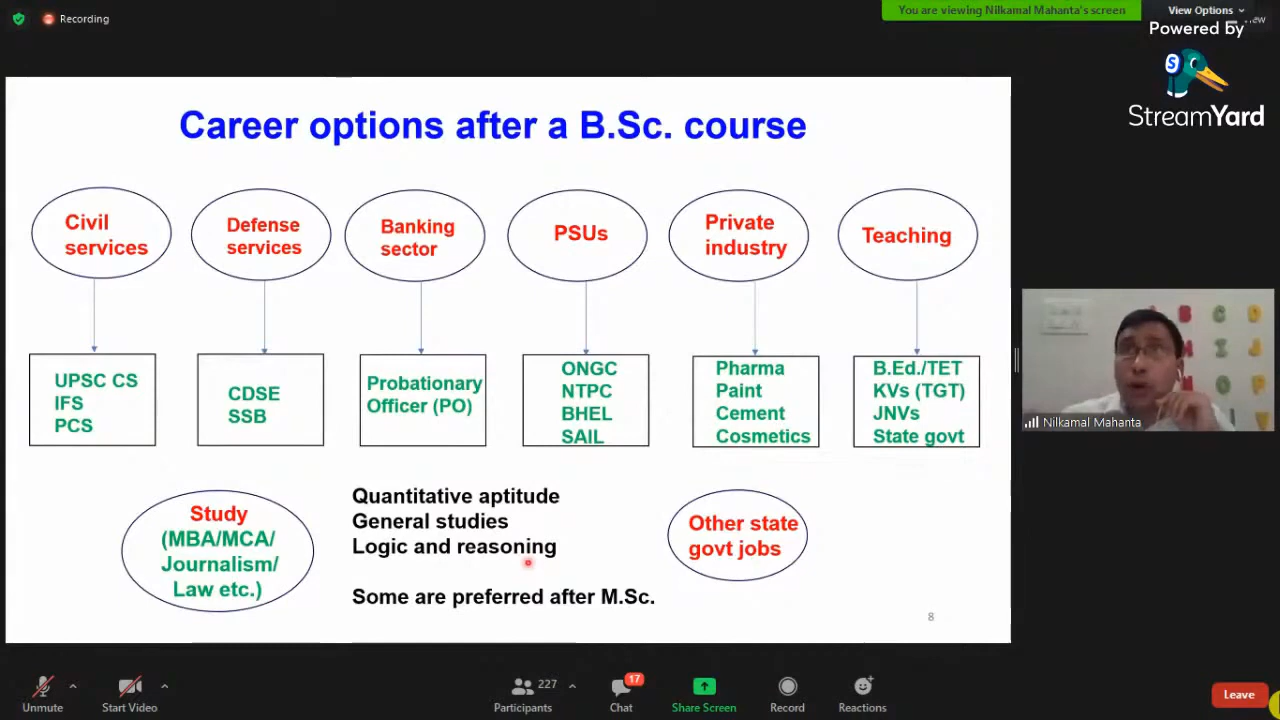 Recording
You are viewing Nilkamal Mahanta's screen
View Options
Powered by
StreamYard
Career options after a B.Sc. course
Civil
services
Defense
services
Banking
sector
PSUs
Private
industry
Teaching
UPSC CS
IFS
PCS
CDSE
SSB
Probationary
Officer (PO)
ONGC
NTPC
BHEL
SAIL
Pharma
Paint
Cement
Cosmetics
B.Ed./TET
KVs (TGT)
JNVs
State govt
Nilkamal Mahanta
Study
(MBA/MCA/
Journalism/
Law etc.)
Quantitative aptitude
General studies
Logic and reasoning
Some are preferred after M.Sc.
Other state
govt jobs
8
Unmute
Start Video
227
Participants
17
Chat
Share Screen
Record
Reactions
Leave